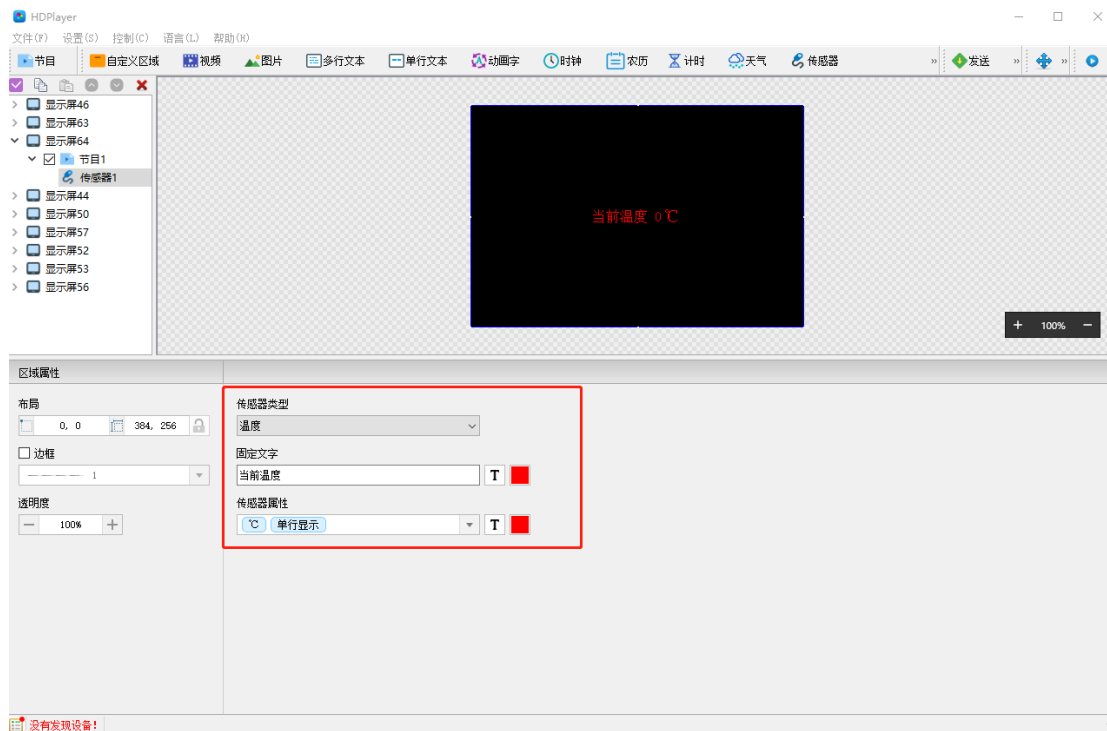 HDPlayer
文件(F) 设置(S) 控制(C) 语言(L) 帮助(H)
节目 自定义区域 视频 图片 多行文本 单行文本 动画字 时钟 农历 计时 天气 传感器 » 发送 » »
显示屏46
显示屏63
显示屏64
节目1
传感器1
显示屏44
显示屏50
显示屏57
显示屏52
显示屏53
显示屏56
当前温度 0℃
+ 100% −
区域属性
布局
0, 0 384, 256
边框
1
透明度
− 100% +
传感器类型
温度
固定文字
当前温度 T
传感器属性
℃ 单行显示 T
没有发现设备!